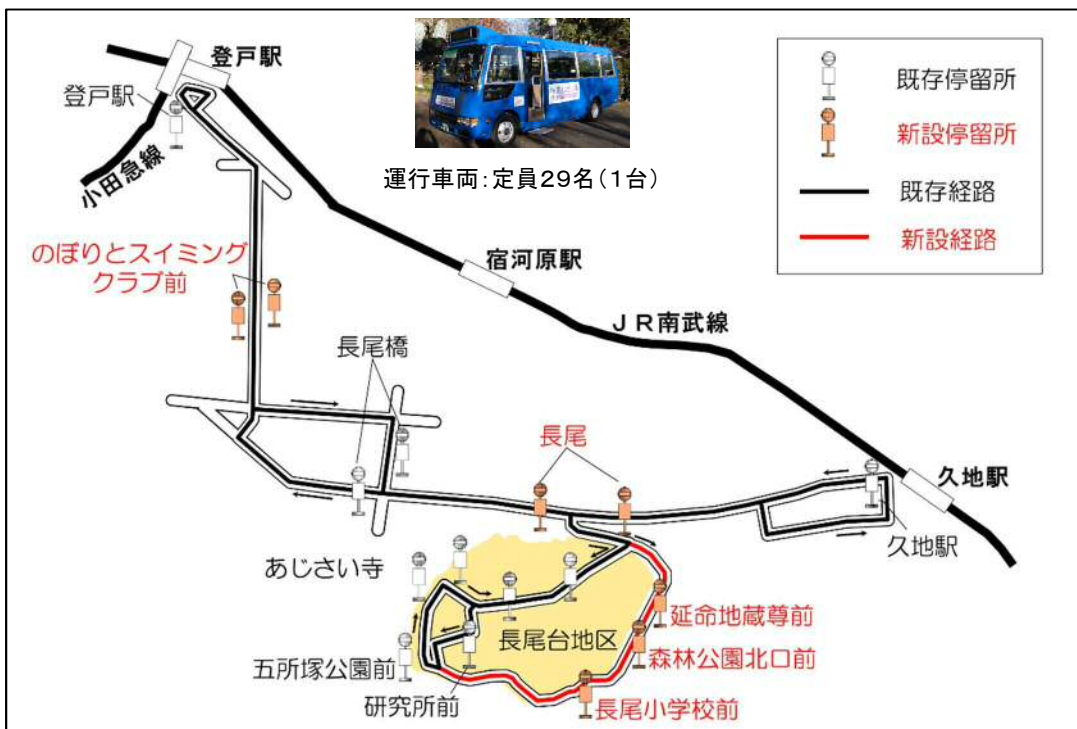 登戸駅
登戸駅
小田急線
運行車両：定員29名（1台）
既存停留所
新設停留所
既存経路
新設経路
のぼりとスイミング
クラブ前
宿河原駅
JR南武線
長尾橋
長尾
久地駅
久地駅
あじさい寺
延命地蔵尊前
長尾台地区
森林公園北口前
五所塚公園前
研究所前
長尾小学校前